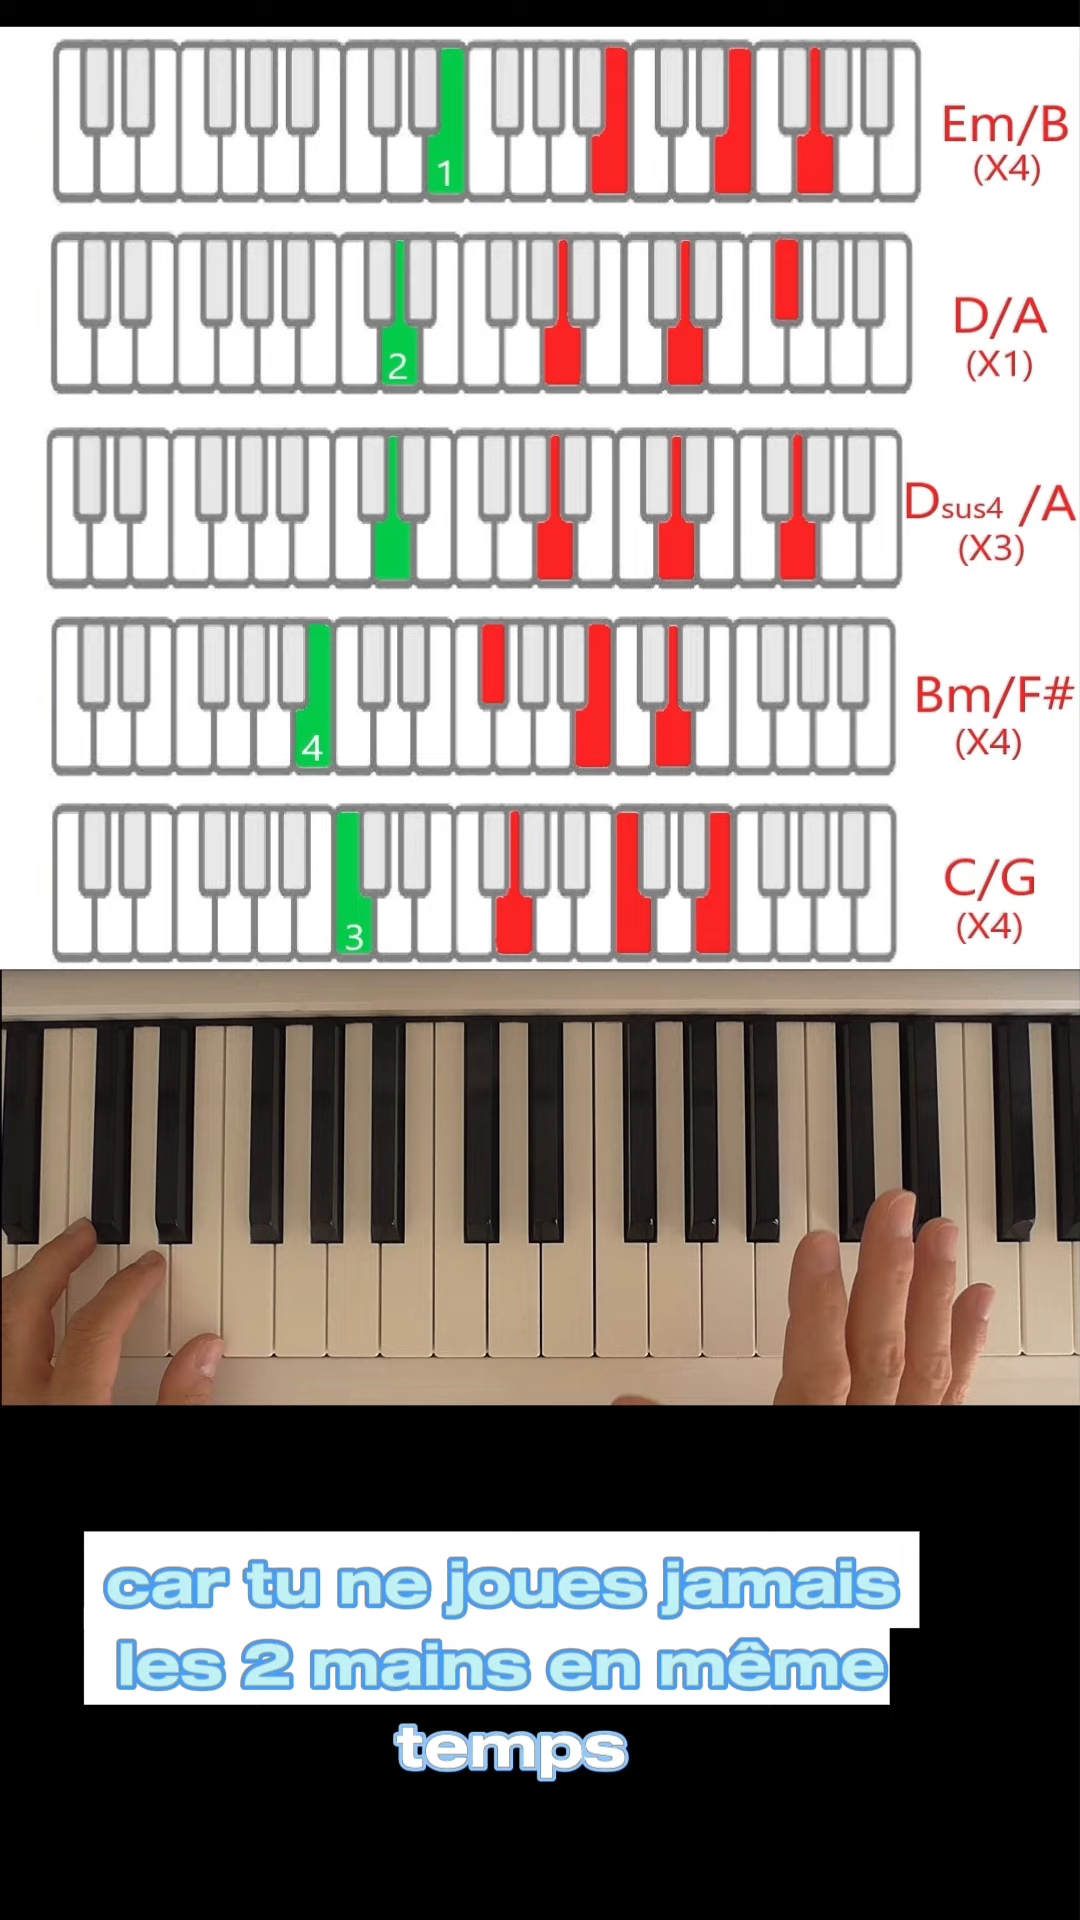 1
Em/B
(X4)
2
D/A
(X1)
Dsus4 /A
(X3)
4
Bm/F#
(X4)
3
C/G
(X4)
car tu ne joues jamais
les 2 mains en même
temps